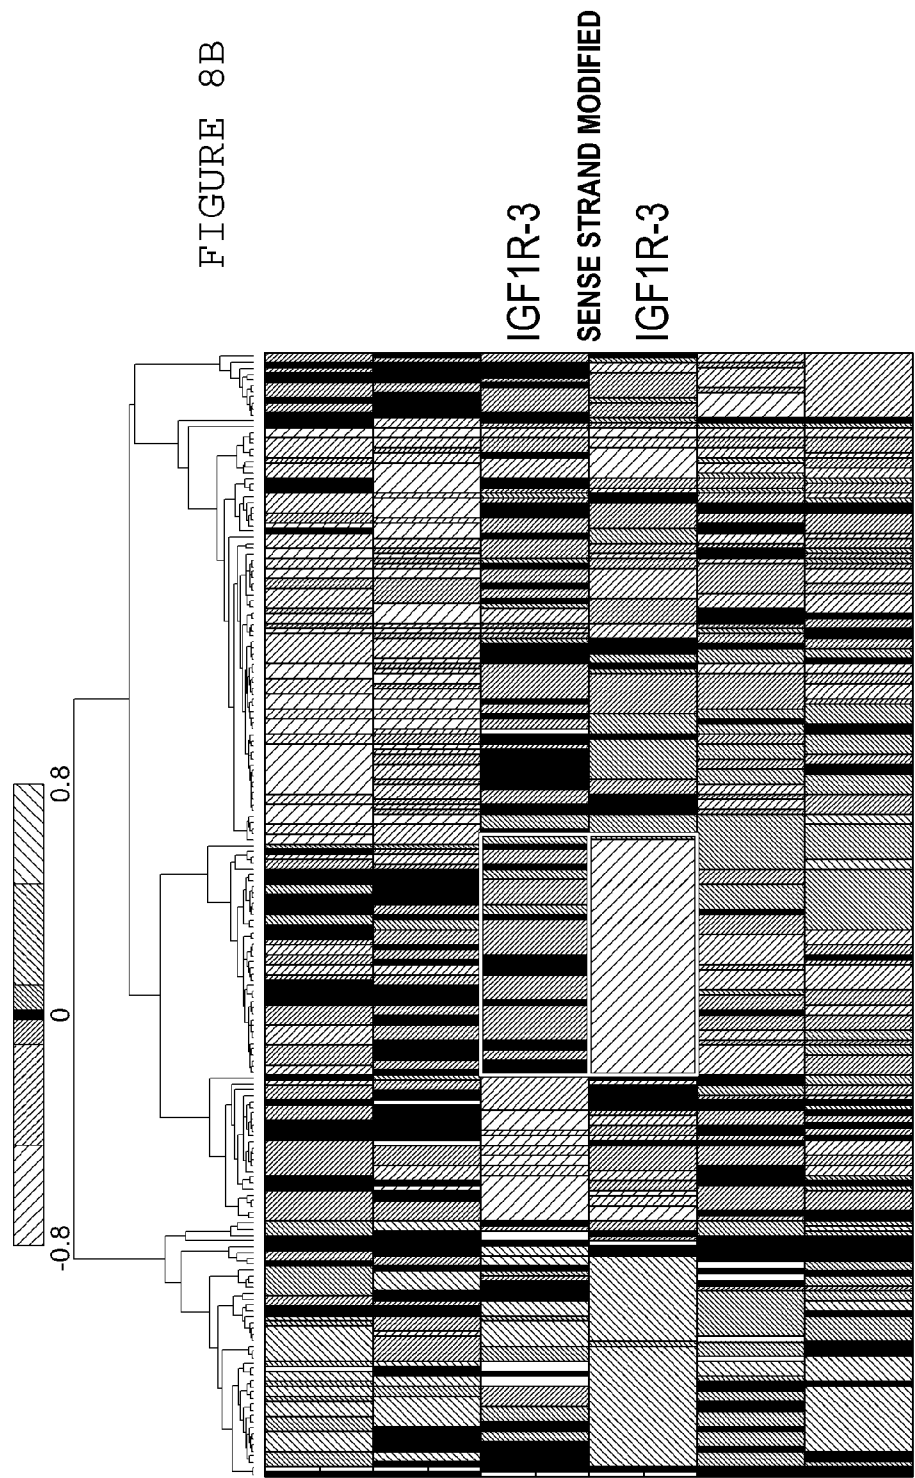 FIGURE 8B
-0.8 0 0.8
IGF1R-3
SENSE STRAND MODIFIED
IGF1R-3